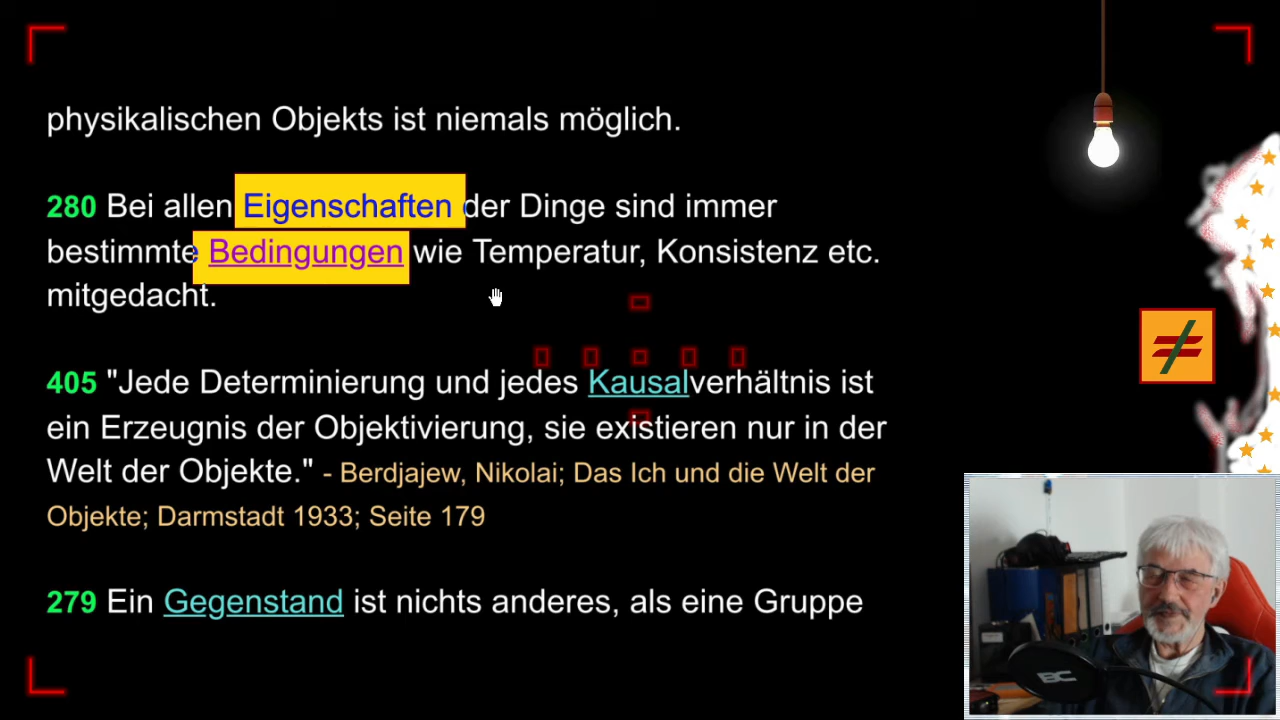 physikalischen Objekts ist niemals möglich.
280 Bei allen Eigenschaften der Dinge sind immer
bestimmte Bedingungen wie Temperatur, Konsistenz etc.
mitgedacht.
405 "Jede Determinierung und jedes Kausalverhältnis ist
ein Erzeugnis der Objektivierung, sie existieren nur in der
Welt der Objekte." - Berdjajew, Nikolai; Das Ich und die Welt der
Objekte; Darmstadt 1933; Seite 179
279 Ein Gegenstand ist nichts anderes, als eine Gruppe
≠